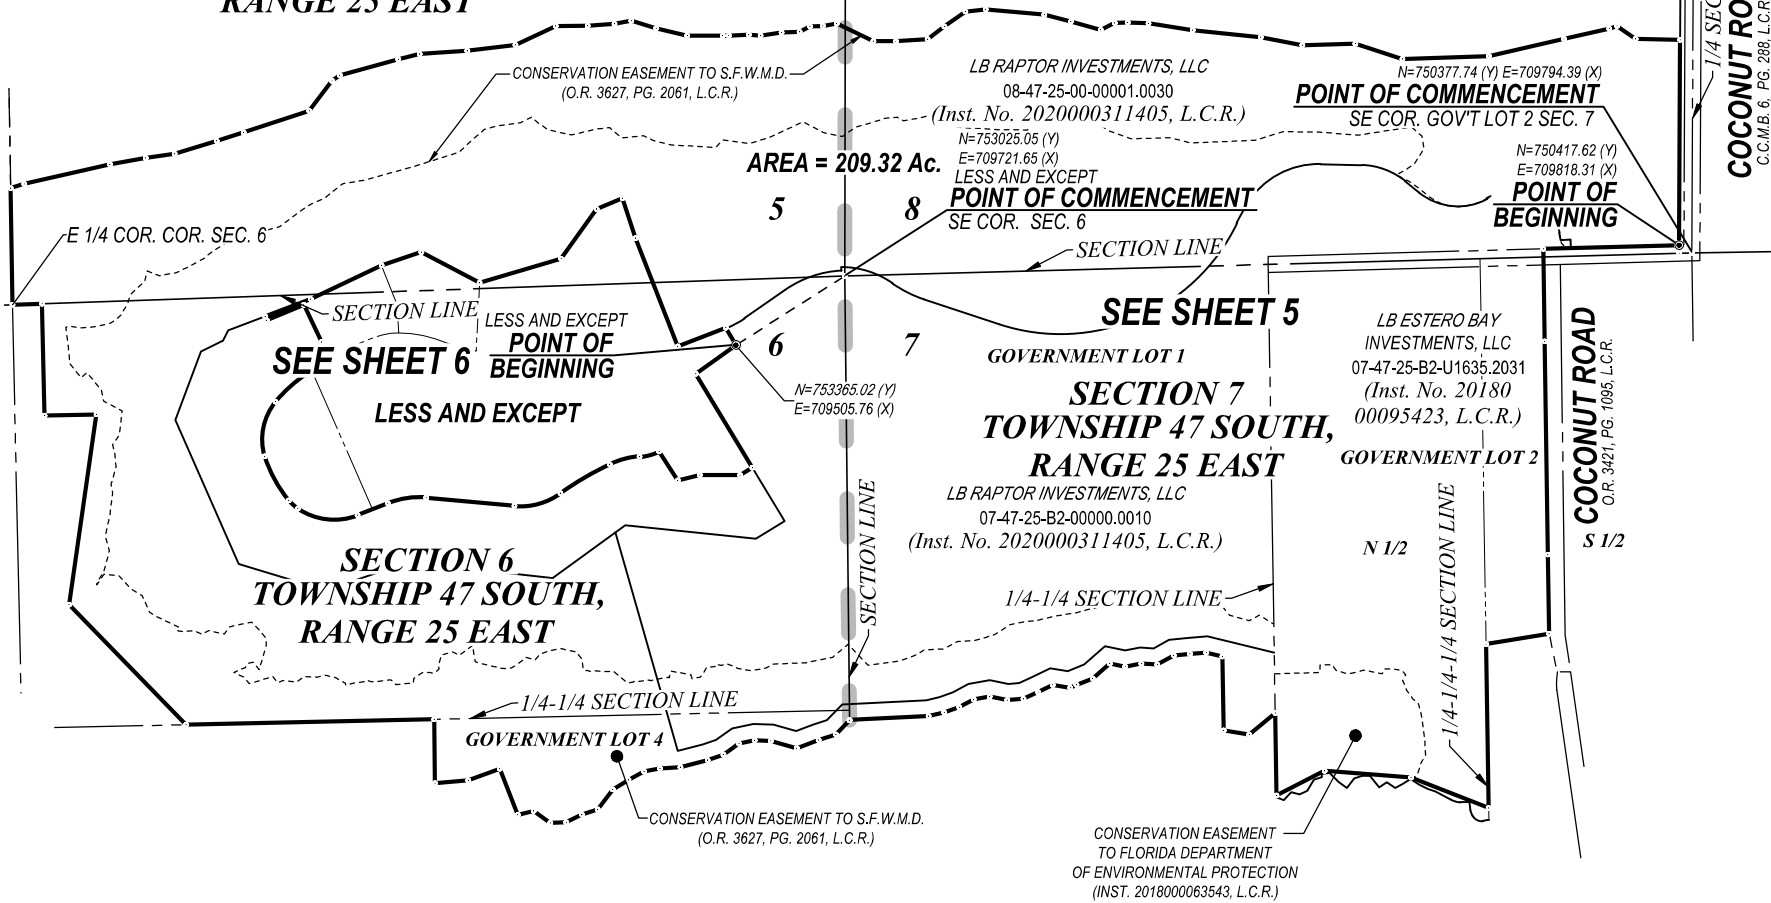 RANGE 25 EAST
CONSERVATION EASEMENT TO S.F.W.M.D.
(O.R. 3627, PG. 2061, L.C.R.)
LB RAPTOR INVESTMENTS, LLC
08-47-25-00-00001.0030
(Inst. No. 2020000311405, L.C.R.)
N=750377.74 (Y) E=709794.39 (X)
POINT OF COMMENCEMENT
SE COR. GOV'T LOT 2 SEC. 7
1/4 SEC
COCONUT RO
C.C.M.B. 6, PG. 288, L.C.R
AREA = 209.32 Ac.
N=753025.05 (Y)
E=709721.65 (X)
LESS AND EXCEPT
POINT OF COMMENCEMENT
SE COR. SEC. 6
N=750417.62 (Y)
E=709818.31 (X)
POINT OF
BEGINNING
5
8
E 1/4 COR. COR. SEC. 6
SECTION LINE
SECTION LINE
LESS AND EXCEPT
POINT OF
BEGINNING
SEE SHEET 6
LESS AND EXCEPT
6
7
N=753365.02 (Y)
E=709505.76 (X)
SEE SHEET 5
GOVERNMENT LOT 1
SECTION 7
TOWNSHIP 47 SOUTH,
RANGE 25 EAST
LB RAPTOR INVESTMENTS, LLC
07-47-25-B2-00000.0010
(Inst. No. 2020000311405, L.C.R.)
LB ESTERO BAY
INVESTMENTS, LLC
07-47-25-B2-U1635.2031
(Inst. No. 20180
00095423, L.C.R.)
GOVERNMENT LOT 2
COCONUT ROAD
O.R. 3421, PG. 1095, L.C.R.
N 1/2
S 1/2
SECTION 6
TOWNSHIP 47 SOUTH,
RANGE 25 EAST
SECTION LINE
1/4-1/4 SECTION LINE
1/4-1/4-1/4 SECTION LINE
1/4-1/4 SECTION LINE
GOVERNMENT LOT 4
CONSERVATION EASEMENT TO S.F.W.M.D.
(O.R. 3627, PG. 2061, L.C.R.)
CONSERVATION EASEMENT
TO FLORIDA DEPARTMENT
OF ENVIRONMENTAL PROTECTION
(INST. 2018000063543, L.C.R.)